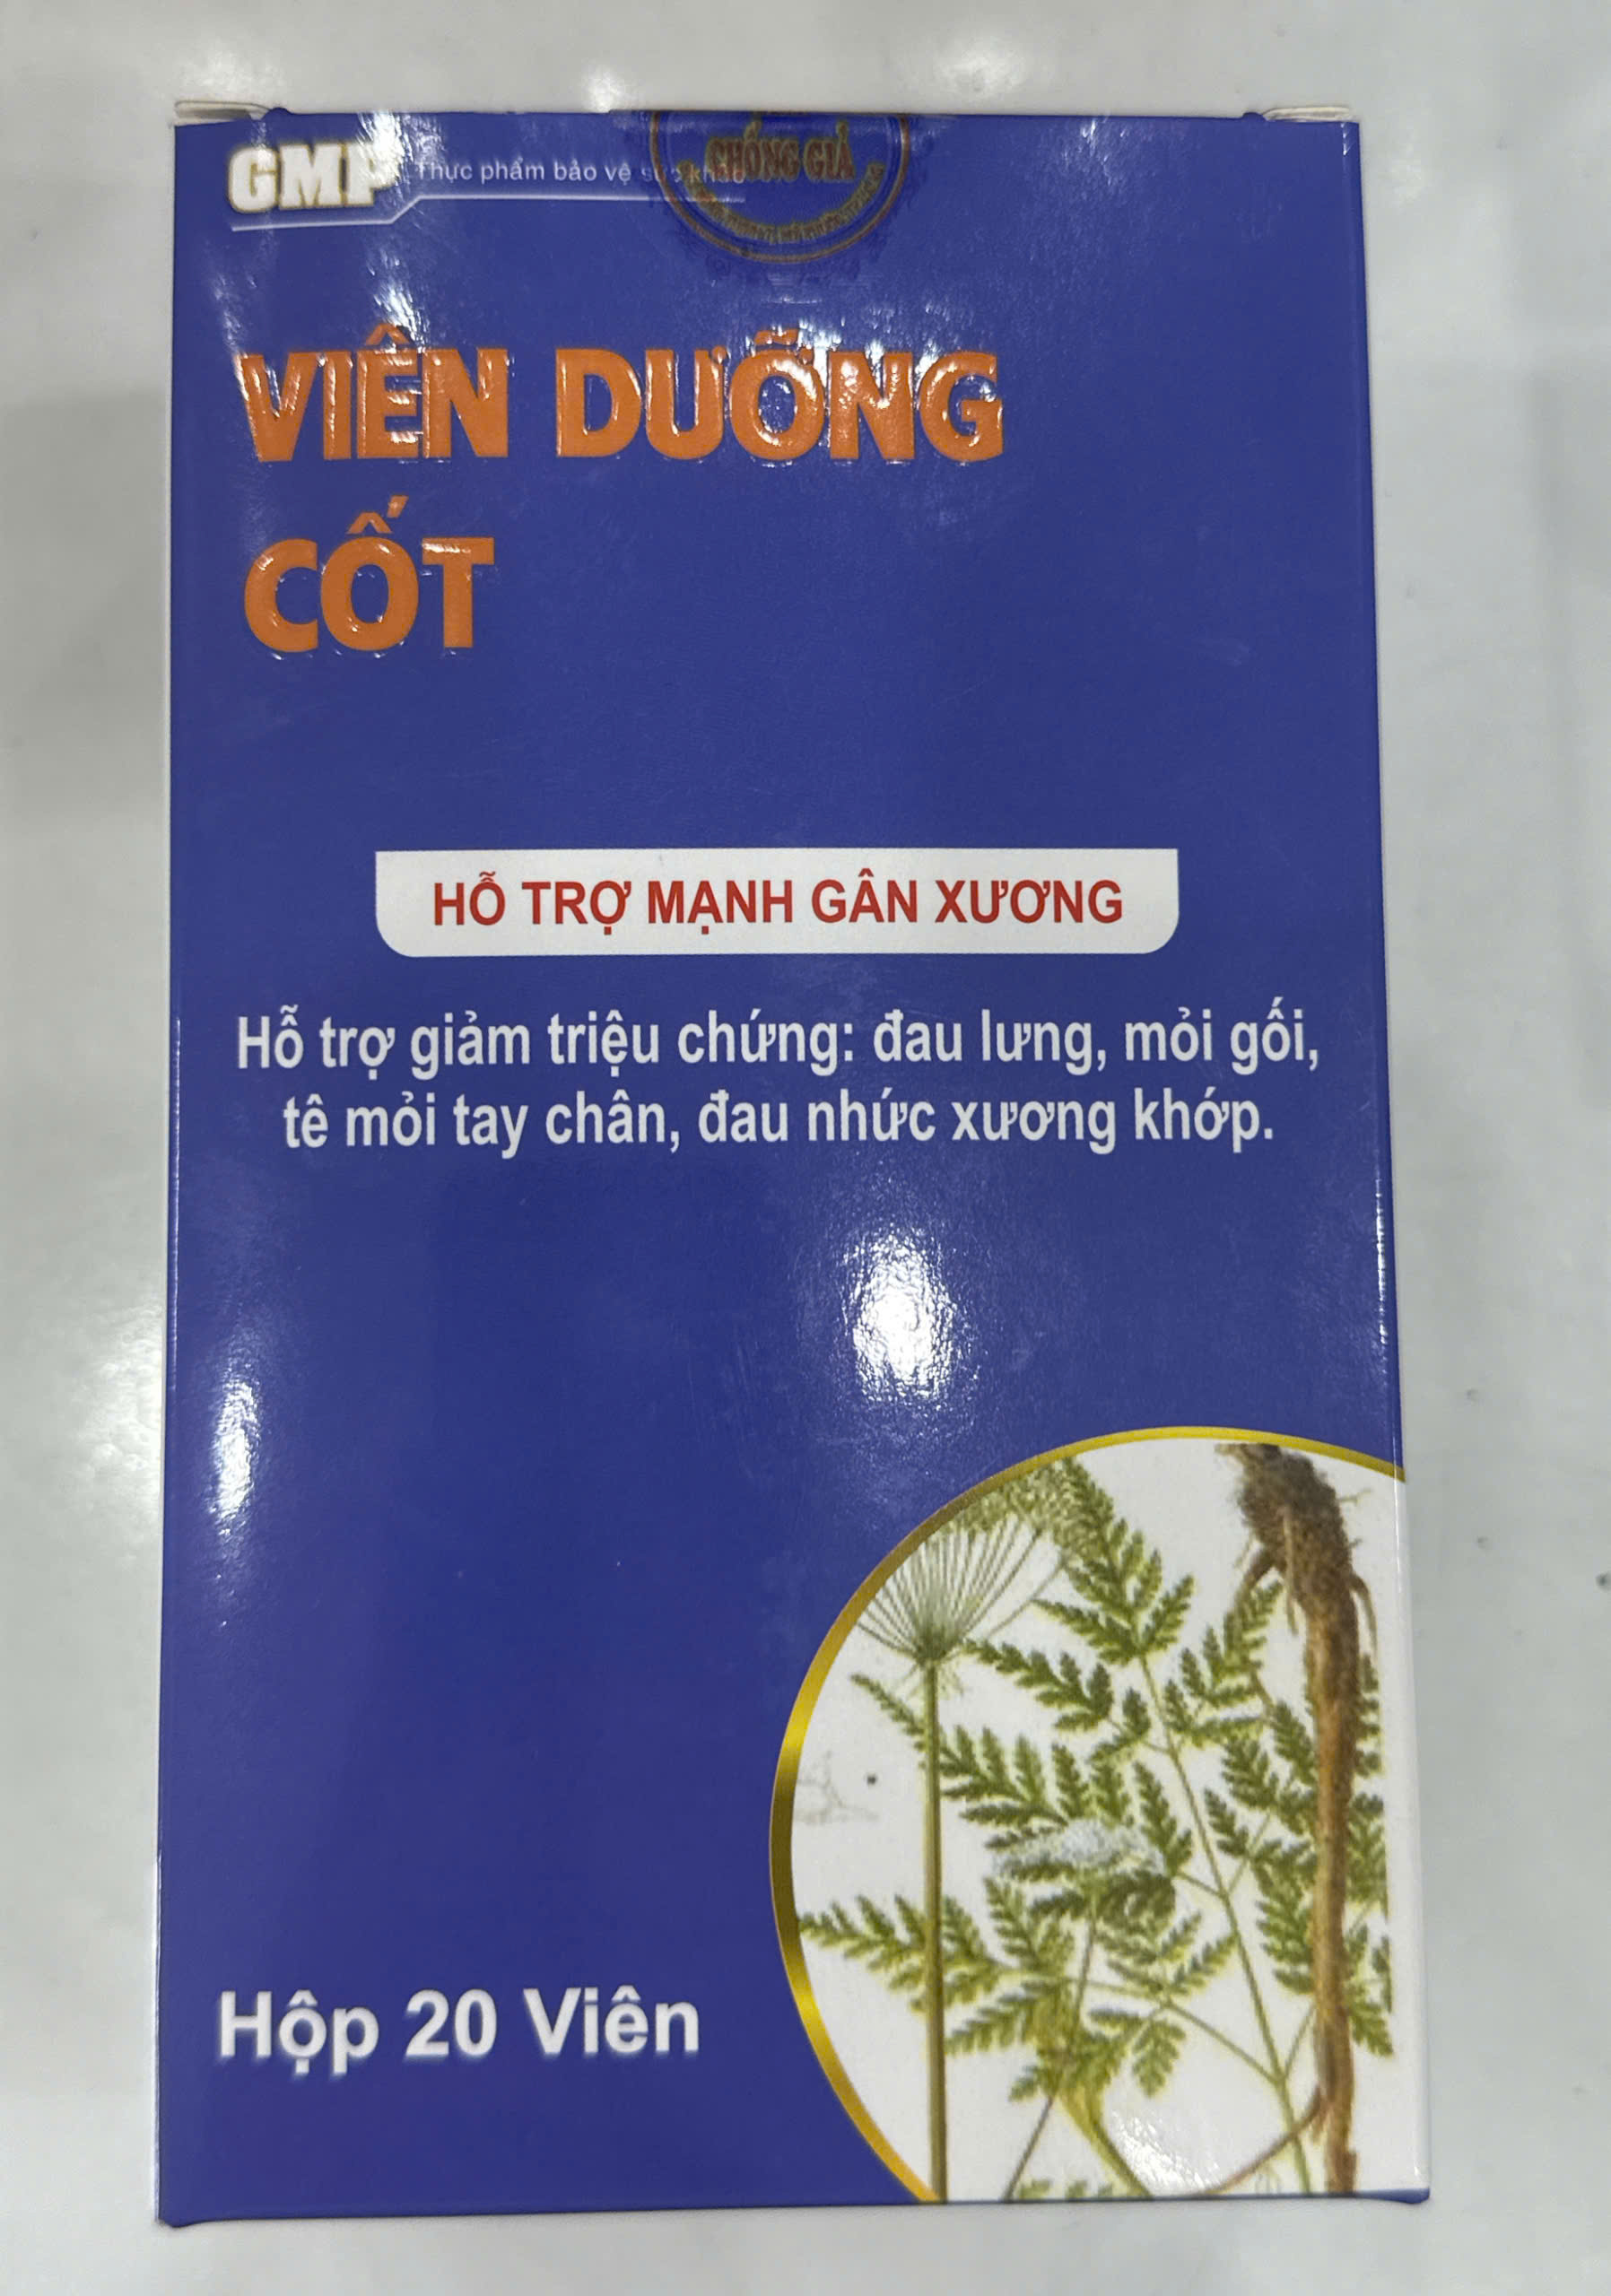 GMP Thực phẩm bảo vệ sức khỏe
CHỐNG GIẢ
VIÊN DƯỠNG
CỐT
HỖ TRỢ MẠNH GÂN XƯƠNG
Hỗ trợ giảm triệu chứng: đau lưng, mỏi gối,
tê mỏi tay chân, đau nhức xương khớp.
Hộp 20 Viên